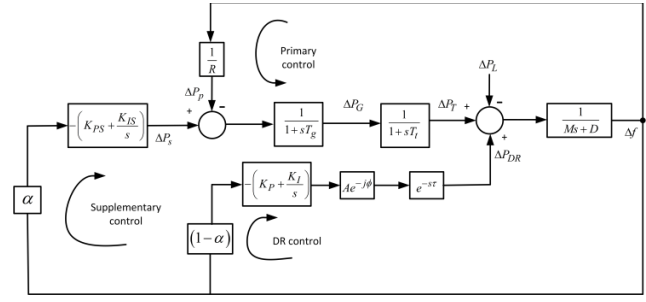 1/R
Primary
control
ΔP_p
ΔP_L
+
-
-(K_PS + K_IS/s)
ΔP_s
1/(1+sT_g)
ΔP_G
1/(1+sT_t)
ΔP_T
+
-
+
1/(Ms+D)
Δf
ΔP_DR
α
Supplementary
control
-(K_P + K_I/s)
Ae^{-jϕ}
e^{-sτ}
(1-α)
DR control